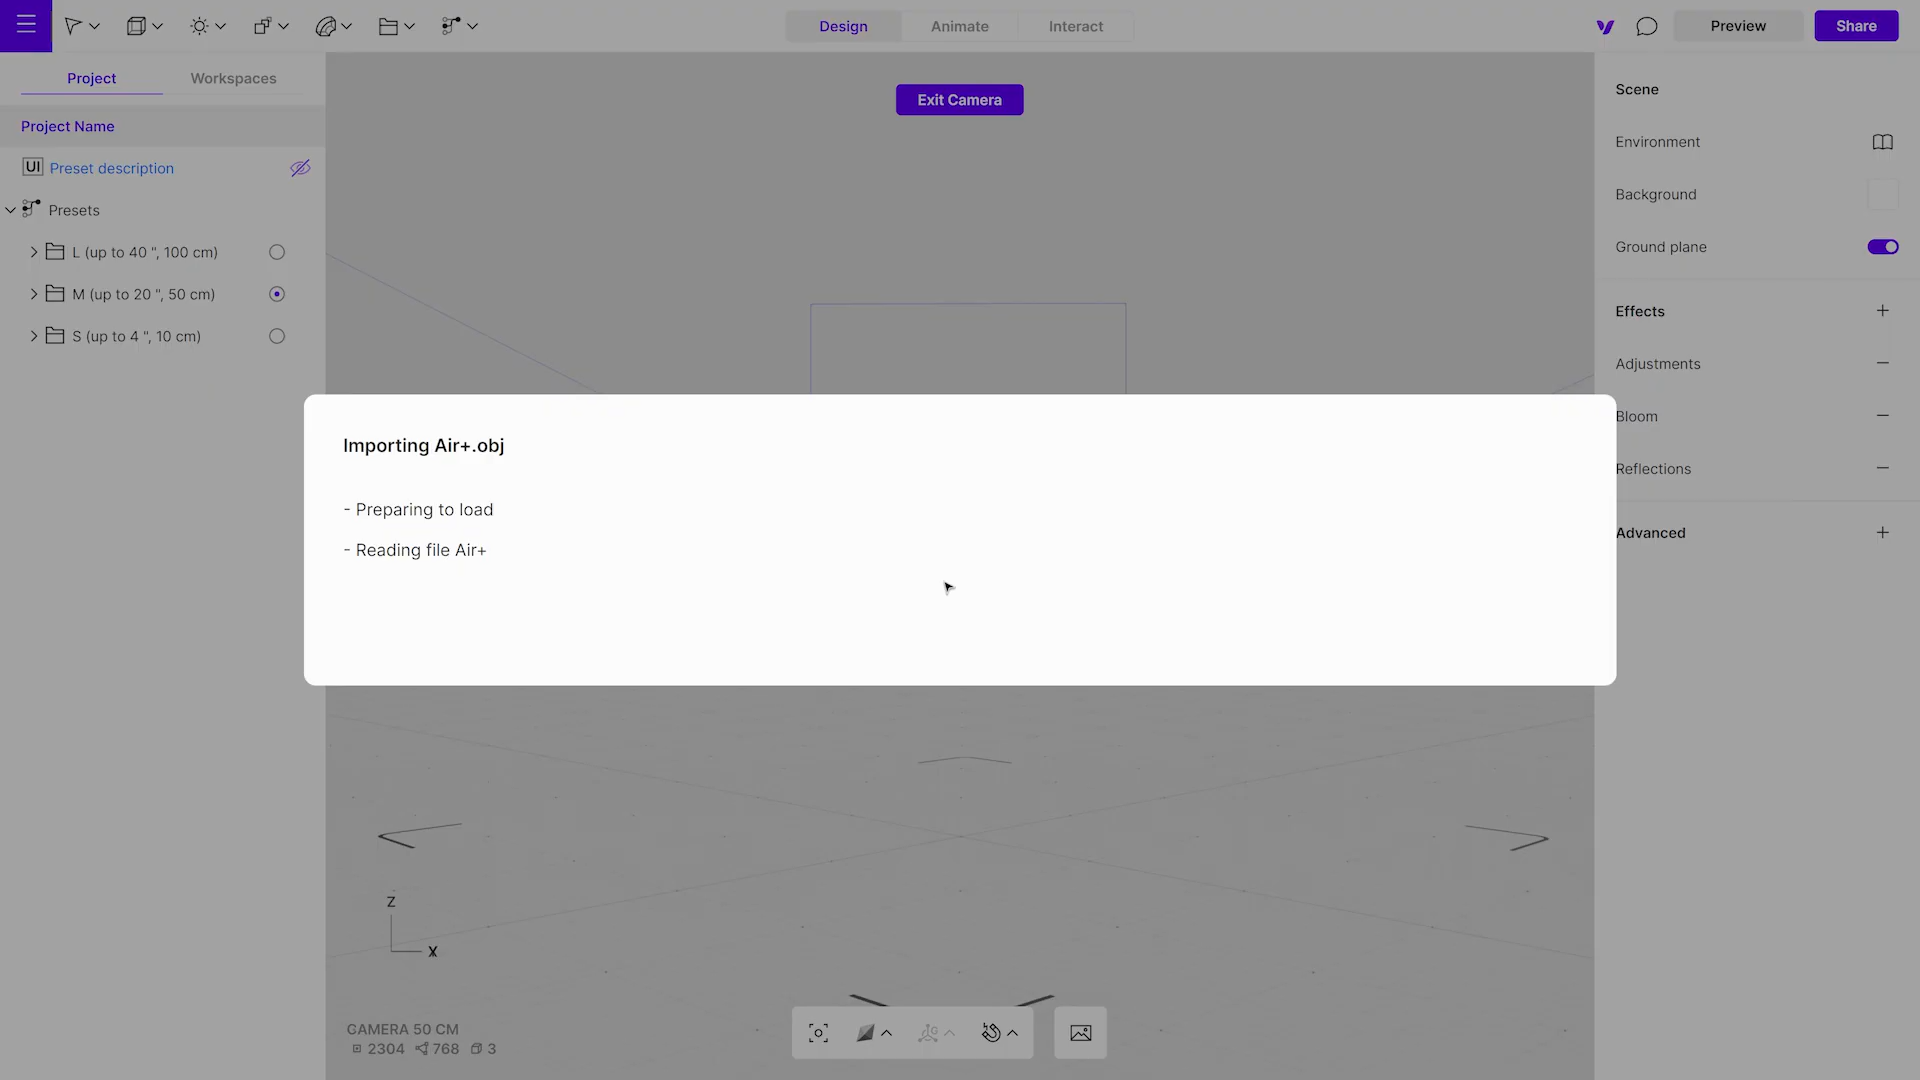 Design
Animate
Interact
Preview
Share
Project
Workspaces
Project Name
UI Preset description
Presets
L (up to 40 ", 100 cm)
M (up to 20 ", 50 cm)
S (up to 4 ", 10 cm)
Exit Camera
Importing Air+.obj
- Preparing to load
- Reading file Air+
Z
X
CAMERA 50 CM
2304 768 3
Scene
Environment
Background
Ground plane
Effects
Adjustments
Bloom
Reflections
Advanced